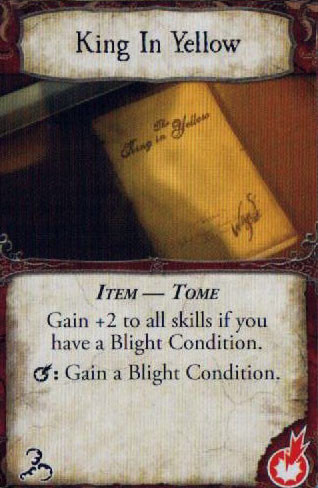 King In Yellow
The
King in Yellow
ITEM — TOME
Gain +2 to all skills if you
have a Blight Condition.
: Gain a Blight Condition.